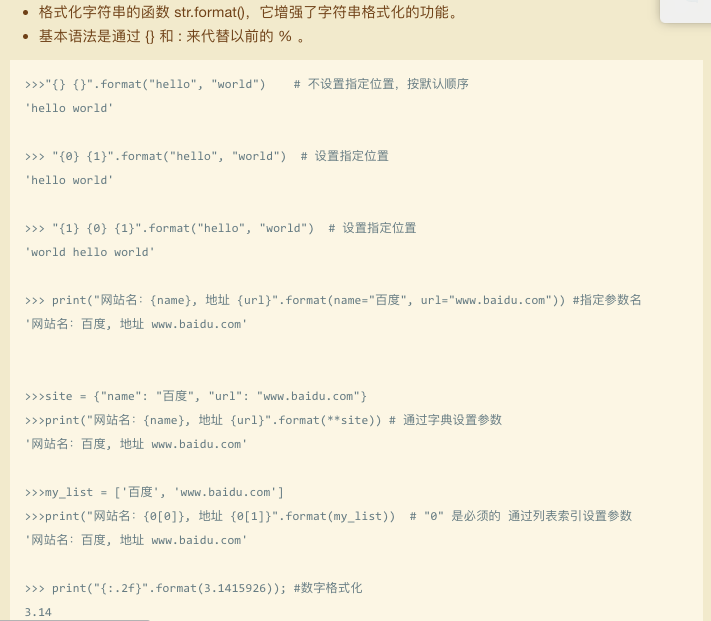 格式化字符串的函数 str.format()，它增强了字符串格式化的功能。
基本语法是通过 {} 和 : 来代替以前的 % 。
>>>"{} {}".format("hello", "world")    # 不设置指定位置，按默认顺序
'hello world'
>>> "{0} {1}".format("hello", "world")  # 设置指定位置
'hello world'
>>> "{1} {0} {1}".format("hello", "world")  # 设置指定位置
'world hello world'
>>> print("网站名：{name}, 地址 {url}".format(name="百度", url="www.baidu.com")) #指定参数名
'网站名：百度, 地址 www.baidu.com'
>>>site = {"name": "百度", "url": "www.baidu.com"}
>>>print("网站名：{name}, 地址 {url}".format(**site)) # 通过字典设置参数
'网站名：百度, 地址 www.baidu.com'
>>>my_list = ['百度', 'www.baidu.com']
>>>print("网站名：{0[0]}, 地址 {0[1]}".format(my_list))  # "0" 是必须的 通过列表索引设置参数
'网站名：百度, 地址 www.baidu.com'
>>> print("{:.2f}".format(3.1415926)); #数字格式化
3.14